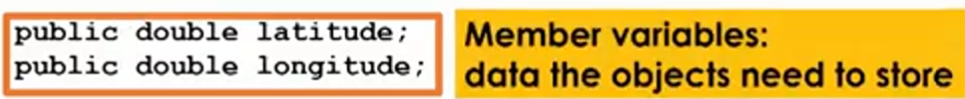 public double latitude;
public double longitude;
Member variables:
data the objects need to store